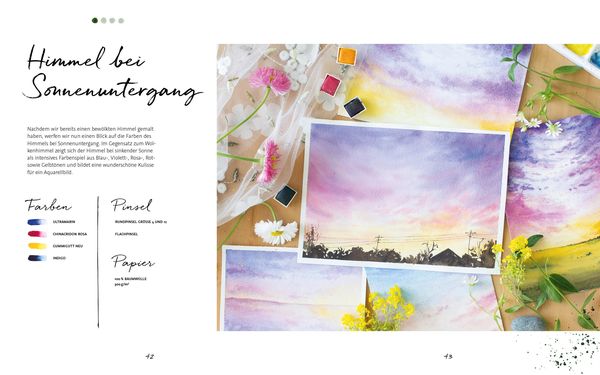 Himmel bei
Sonnenuntergang
Nachdem wir bereits einen bewölkten Himmel gemalt
haben, werfen wir nun einen Blick auf die Farben des
Himmels bei Sonnenuntergang. Im Gegensatz zum Wol-
kenhimmel zeigt sich der Himmel bei sinkender Sonne
als intensives Farbenspiel aus Blau-, Violett-, Rosa-, Rot-
sowie Gelbtönen und bildet eine wunderschöne Kulisse
für ein Aquarellbild.
Farben
ULTRAMARIN
CHINACRIDON ROSA
GUMMIGUTT NEU
INDIGO
Pinsel
RUNDPINSEL GRÖSSE 4 UND 12
FLACHPINSEL
Papier
100 % BAUMWOLLE
300 g/m²
42
43